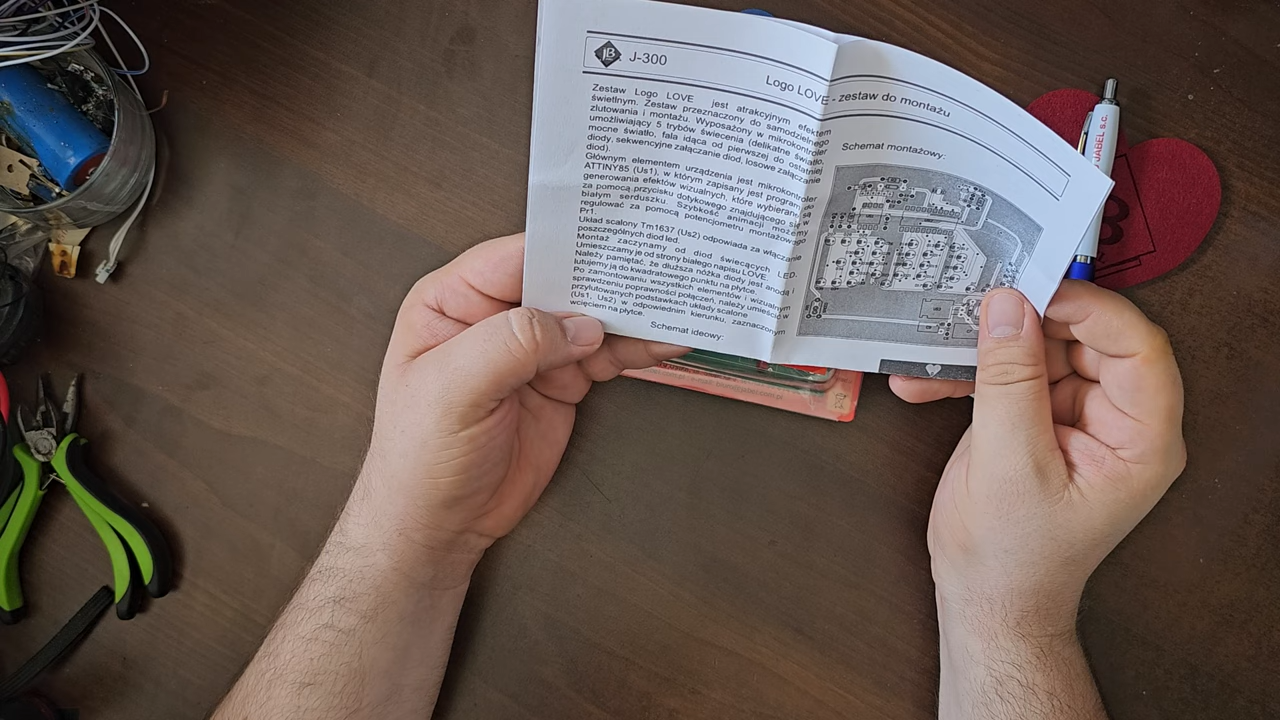 JB
J-300
Logo LOVE - zestaw do montażu
Zestaw Logo LOVE jest atrakcyjnym efektem
świetlnym. Zestaw przeznaczony do samodzielnego
zlutowania i montażu. Wyposażony w mikrokontroler
umożliwiający 5 trybów świecenia (delikatne światło,
mocne światło, fala idąca od pierwszej do ostatniej
diody, sekwencyjne załączanie diod, losowe załączanie
diod).
Głównym elementem urządzenia jest mikrokontroler
ATTINY85 (Us1), w którym zapisany jest program do
generowania efektów wizualnych, które wybierane są
za pomocą przycisku dotykowego znajdującego się w
białym serduszku. Szybkość animacji możemy
regulować za pomocą potencjometru montażowego
Pr1.
Układ scalony Tm1637 (Us2) odpowiada za włączanie
poszczególnych diod led.
Montaż zaczynamy od diod świecących LED.
Umieszczamy je od strony białego napisu LOVE.
Należy pamiętać, że dłuższa nóżka diody jest anodą i
lutujemy ją do kwadratowego punktu na płytce.
Po zamontowaniu wszystkich elementów i wizualnym
sprawdzeniu poprawności połączeń, należy umieścić w
przylutowanych podstawkach układy scalone
(Us1, Us2) w odpowiednim kierunku, zaznaczonym
wcięciem na płytce.
Schemat ideowy:
Schemat montażowy:
JABEL s.c.